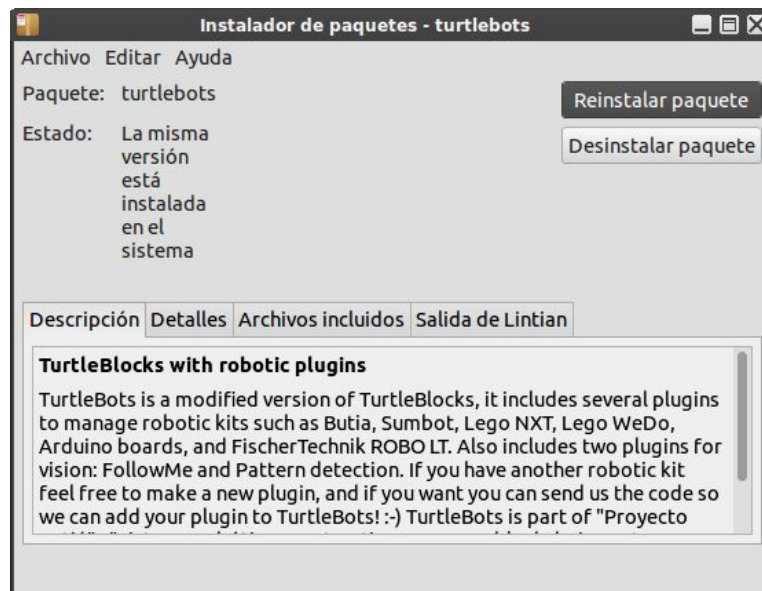 Instalador de paquetes - turtlebots
Archivo Editar Ayuda
Paquete: turtlebots
Reinstalar paquete
Estado: La misma
versión
está
instalada
en el
sistema
Desinstalar paquete
Descripción Detalles Archivos incluidos Salida de Lintian
TurtleBlocks with robotic plugins
TurtleBots is a modified version of TurtleBlocks, it includes several plugins
to manage robotic kits such as Butia, Sumbot, Lego NXT, Lego WeDo,
Arduino boards, and FischerTechnik ROBO LT. Also includes two plugins for
vision: FollowMe and Pattern detection. If you have another robotic kit
feel free to make a new plugin, and if you want you can send us the code so
we can add your plugin to TurtleBots! :-) TurtleBots is part of "Proyecto